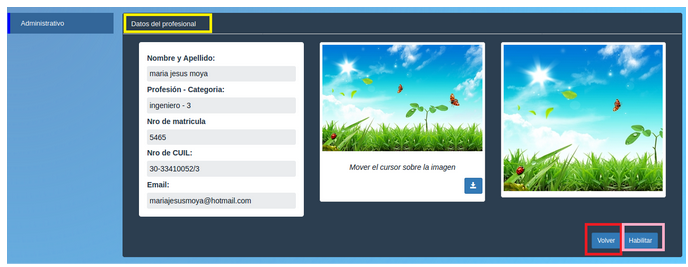 Administrativo
Datos del profesional
Nombre y Apellido:
maria jesus moya
Profesión - Categoria:
ingeniero - 3
Nro de matricula
5465
Nro de CUIL:
30-33410052/3
Email:
mariajesusmoya@hotmail.com
Mover el cursor sobre la imagen
Volver
Habilitar